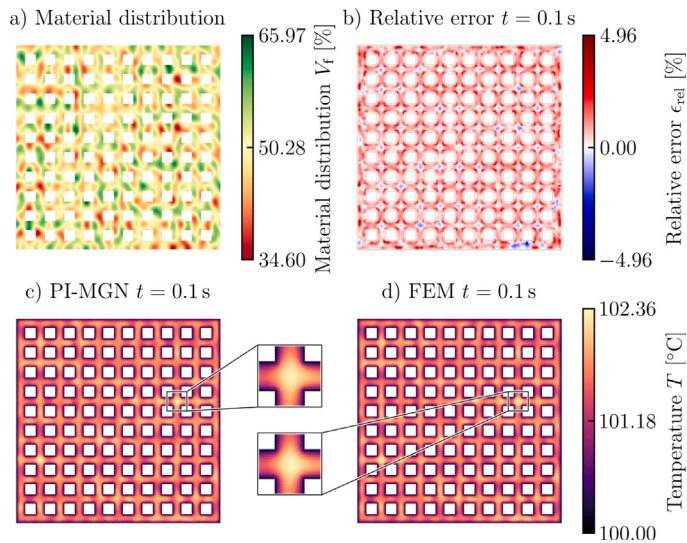 a) Material distribution
65.97
50.28
34.60
Material distribution V_f [%]
b) Relative error t = 0.1 s
4.96
0.00
−4.96
Relative error ϵ_rel [%]
c) PI-MGN t = 0.1 s
d) FEM t = 0.1 s
102.36
101.18
100.00
Temperature T [°C]